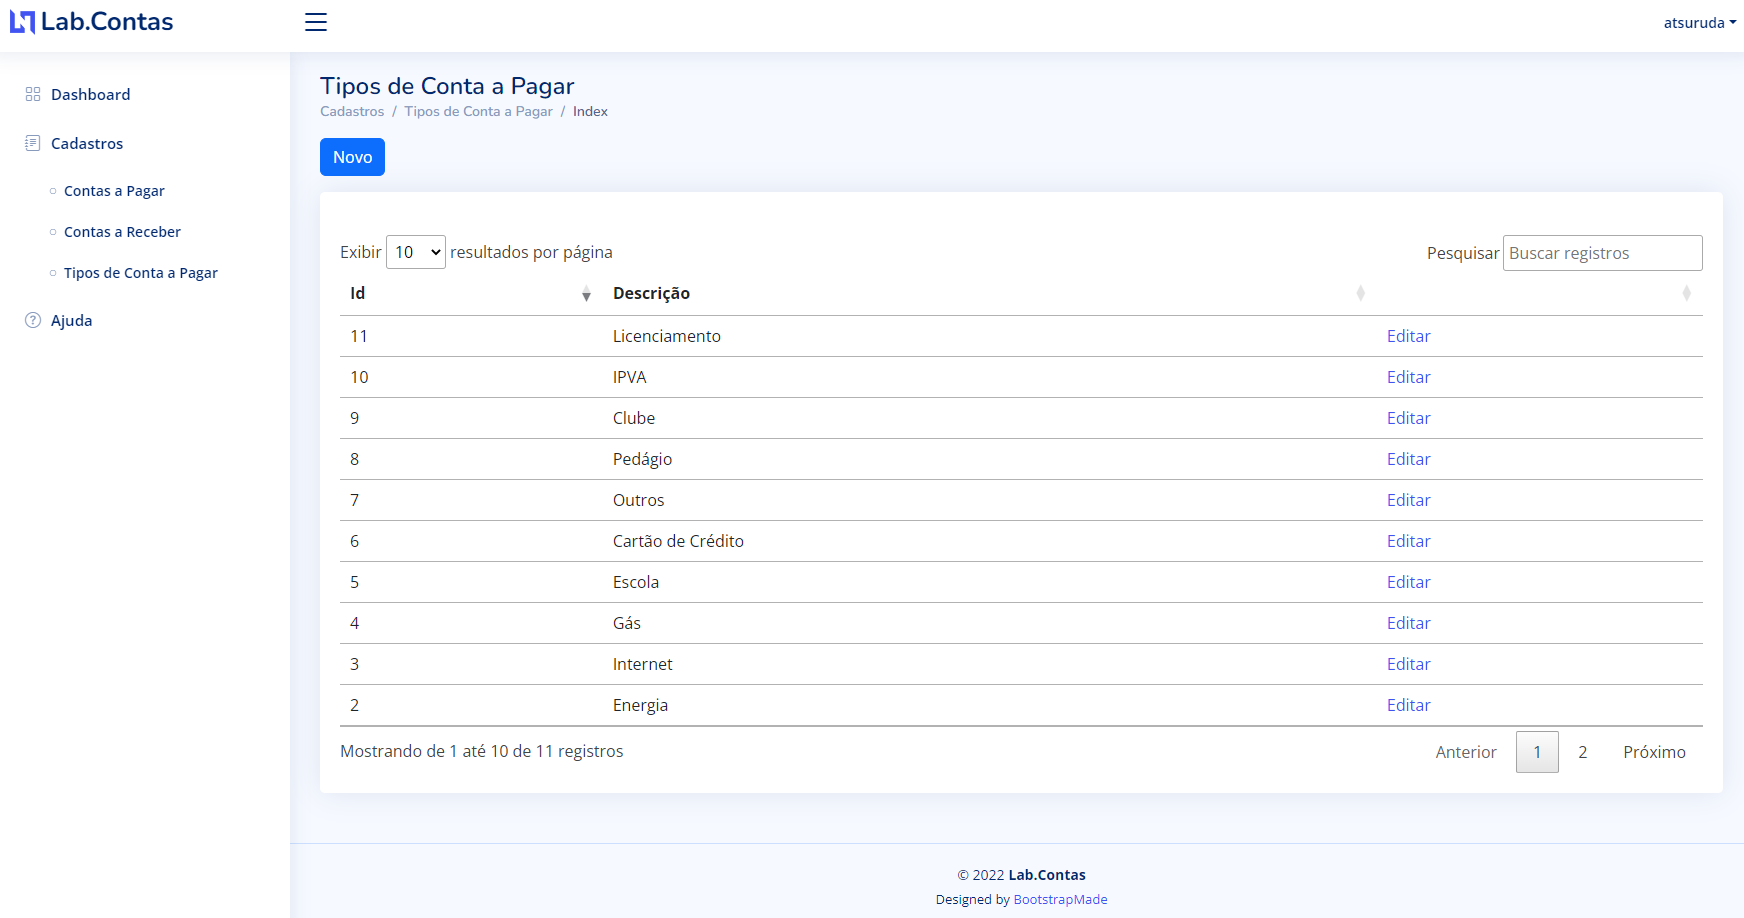 Lab.Contas
atsuruda
Dashboard
Cadastros
Contas a Pagar
Contas a Receber
Tipos de Conta a Pagar
Ajuda
Tipos de Conta a Pagar
Cadastros / Tipos de Conta a Pagar / Index
Novo
Exibir 10 resultados por página
Pesquisar Buscar registros
Id Descrição
11 Licenciamento Editar
10 IPVA Editar
9 Clube Editar
8 Pedágio Editar
7 Outros Editar
6 Cartão de Crédito Editar
5 Escola Editar
4 Gás Editar
3 Internet Editar
2 Energia Editar
Mostrando de 1 até 10 de 11 registros
Anterior 1 2 Próximo
© 2022 Lab.Contas
Designed by BootstrapMade